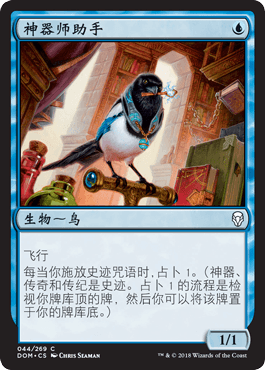 神器师助手
生物~鸟
飞行
每当你施放史迹咒语时，占卜 1。（神器、
传奇和传纪是史迹。占卜 1 的流程是检
视你牌库顶的牌，然后你可以将该牌置
于你的牌库底。）
1/1
044/269 C
DOM • CS CHRIS SEAMAN
™ & © 2018 Wizards of the Coast